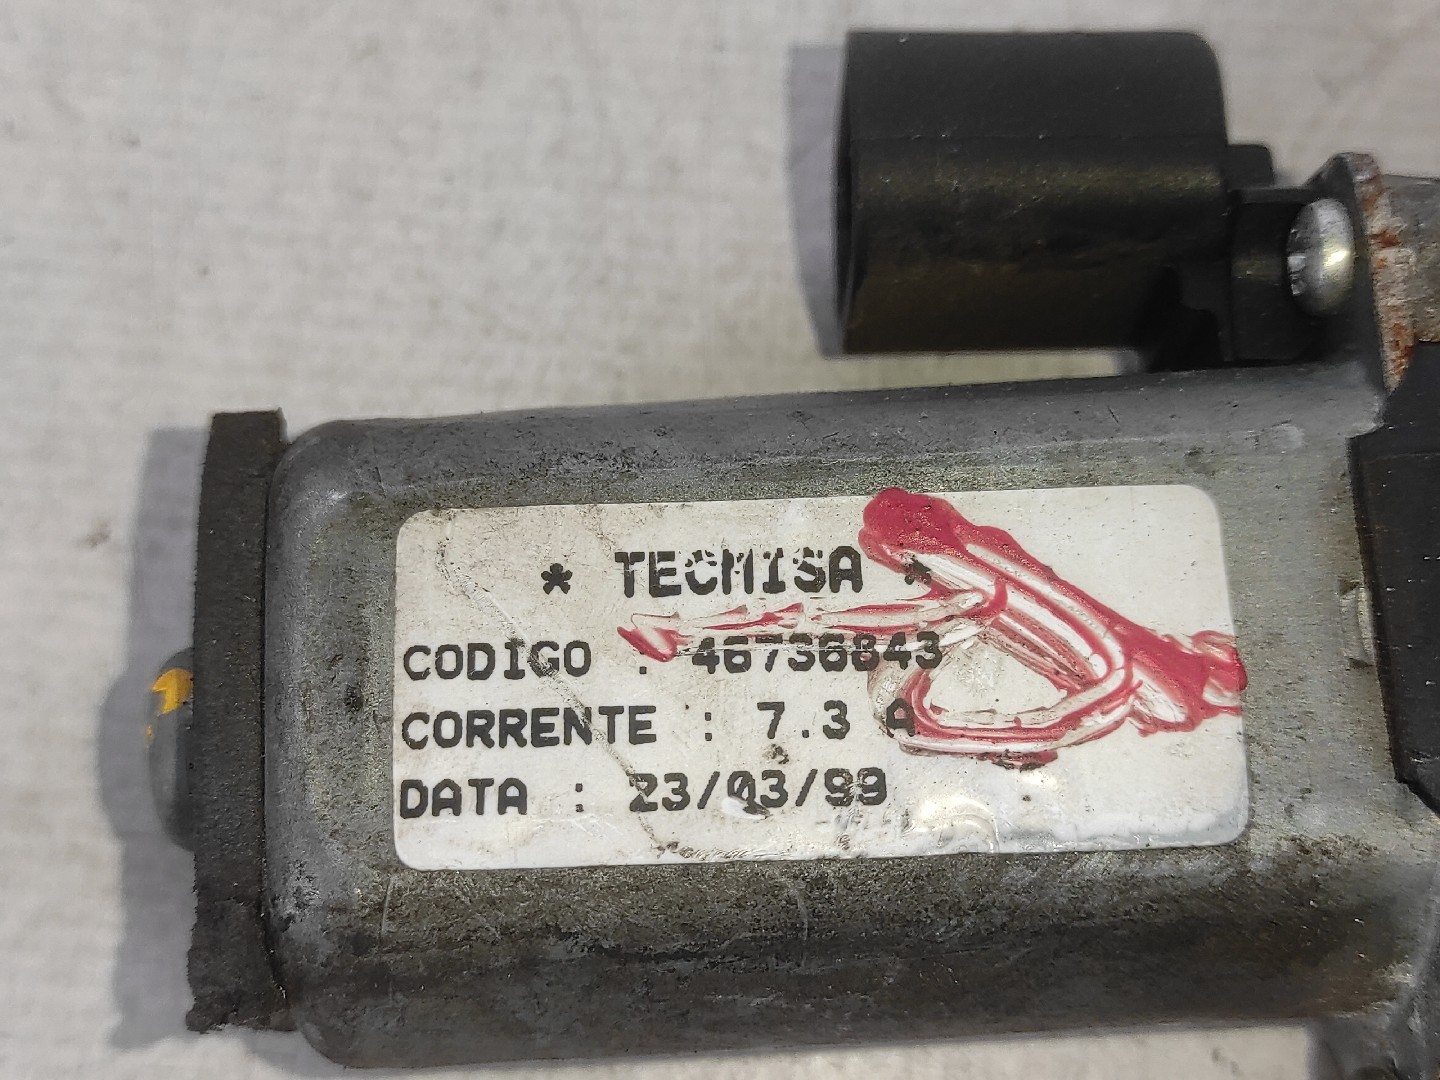 * TECMISA *
CODIGO : 46736843
CORRENTE : 7.3 A
DATA : 23/03/99